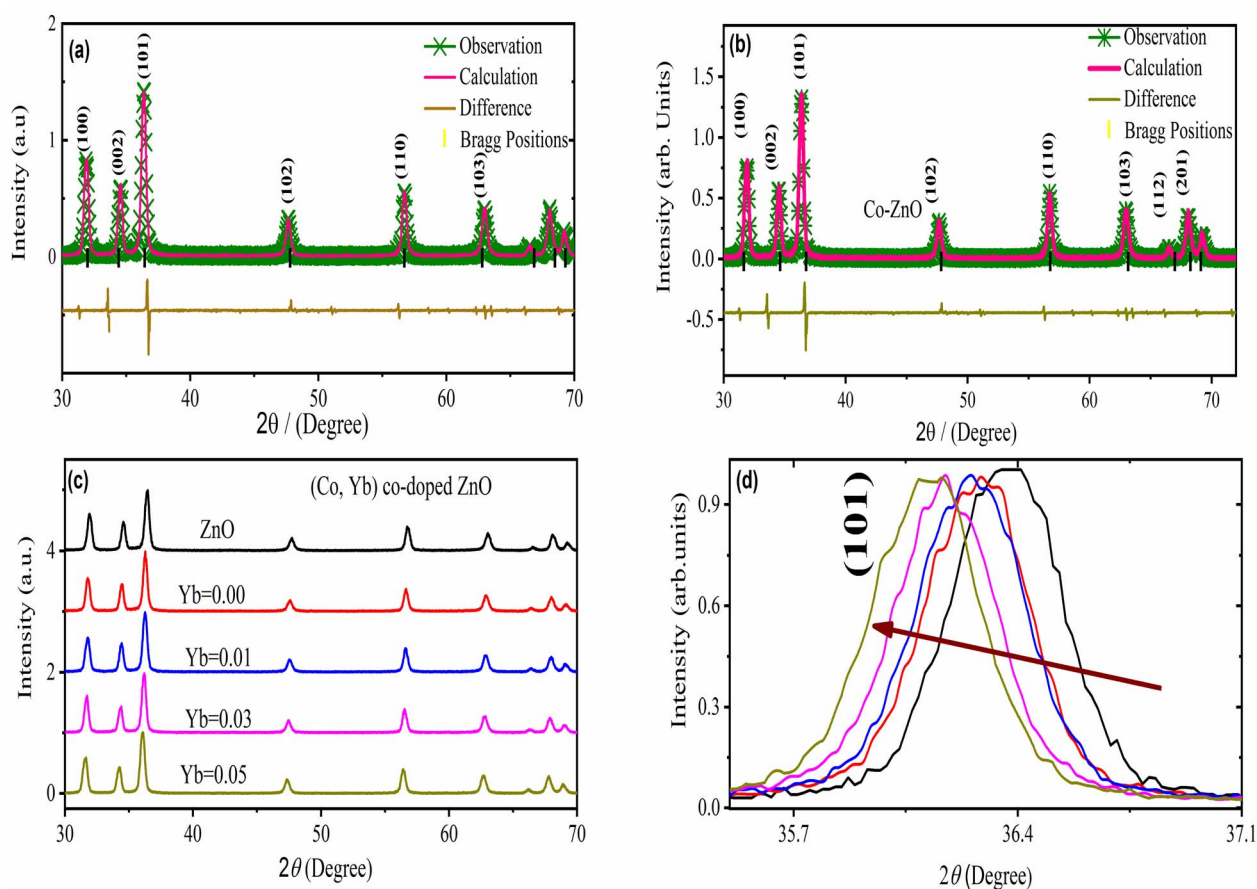 (a)
Observation
Calculation
Difference
Bragg Positions
(100)
(002)
(101)
(102)
(110)
(103)
Intensity (a.u)
2
1
0
30
40
50
60
70
2θ / (Degree)
(b)
Observation
Calculation
Difference
Bragg Positions
(100)
(002)
(101)
Co-ZnO
(102)
(110)
(103)
(112)
(201)
Intensity (arb. Units)
1.5
1.0
0.5
0.0
-0.5
30
40
50
60
70
2θ / (Degree)
(c)
(Co, Yb) co-doped ZnO
ZnO
Yb=0.00
Yb=0.01
Yb=0.03
Yb=0.05
Intensity (a.u.)
4
2
0
30
40
50
60
70
2θ (Degree)
(d)
(101)
Intensity (arb.units)
0.9
0.6
0.3
0.0
35.7
36.4
37.1
2θ (Degree)